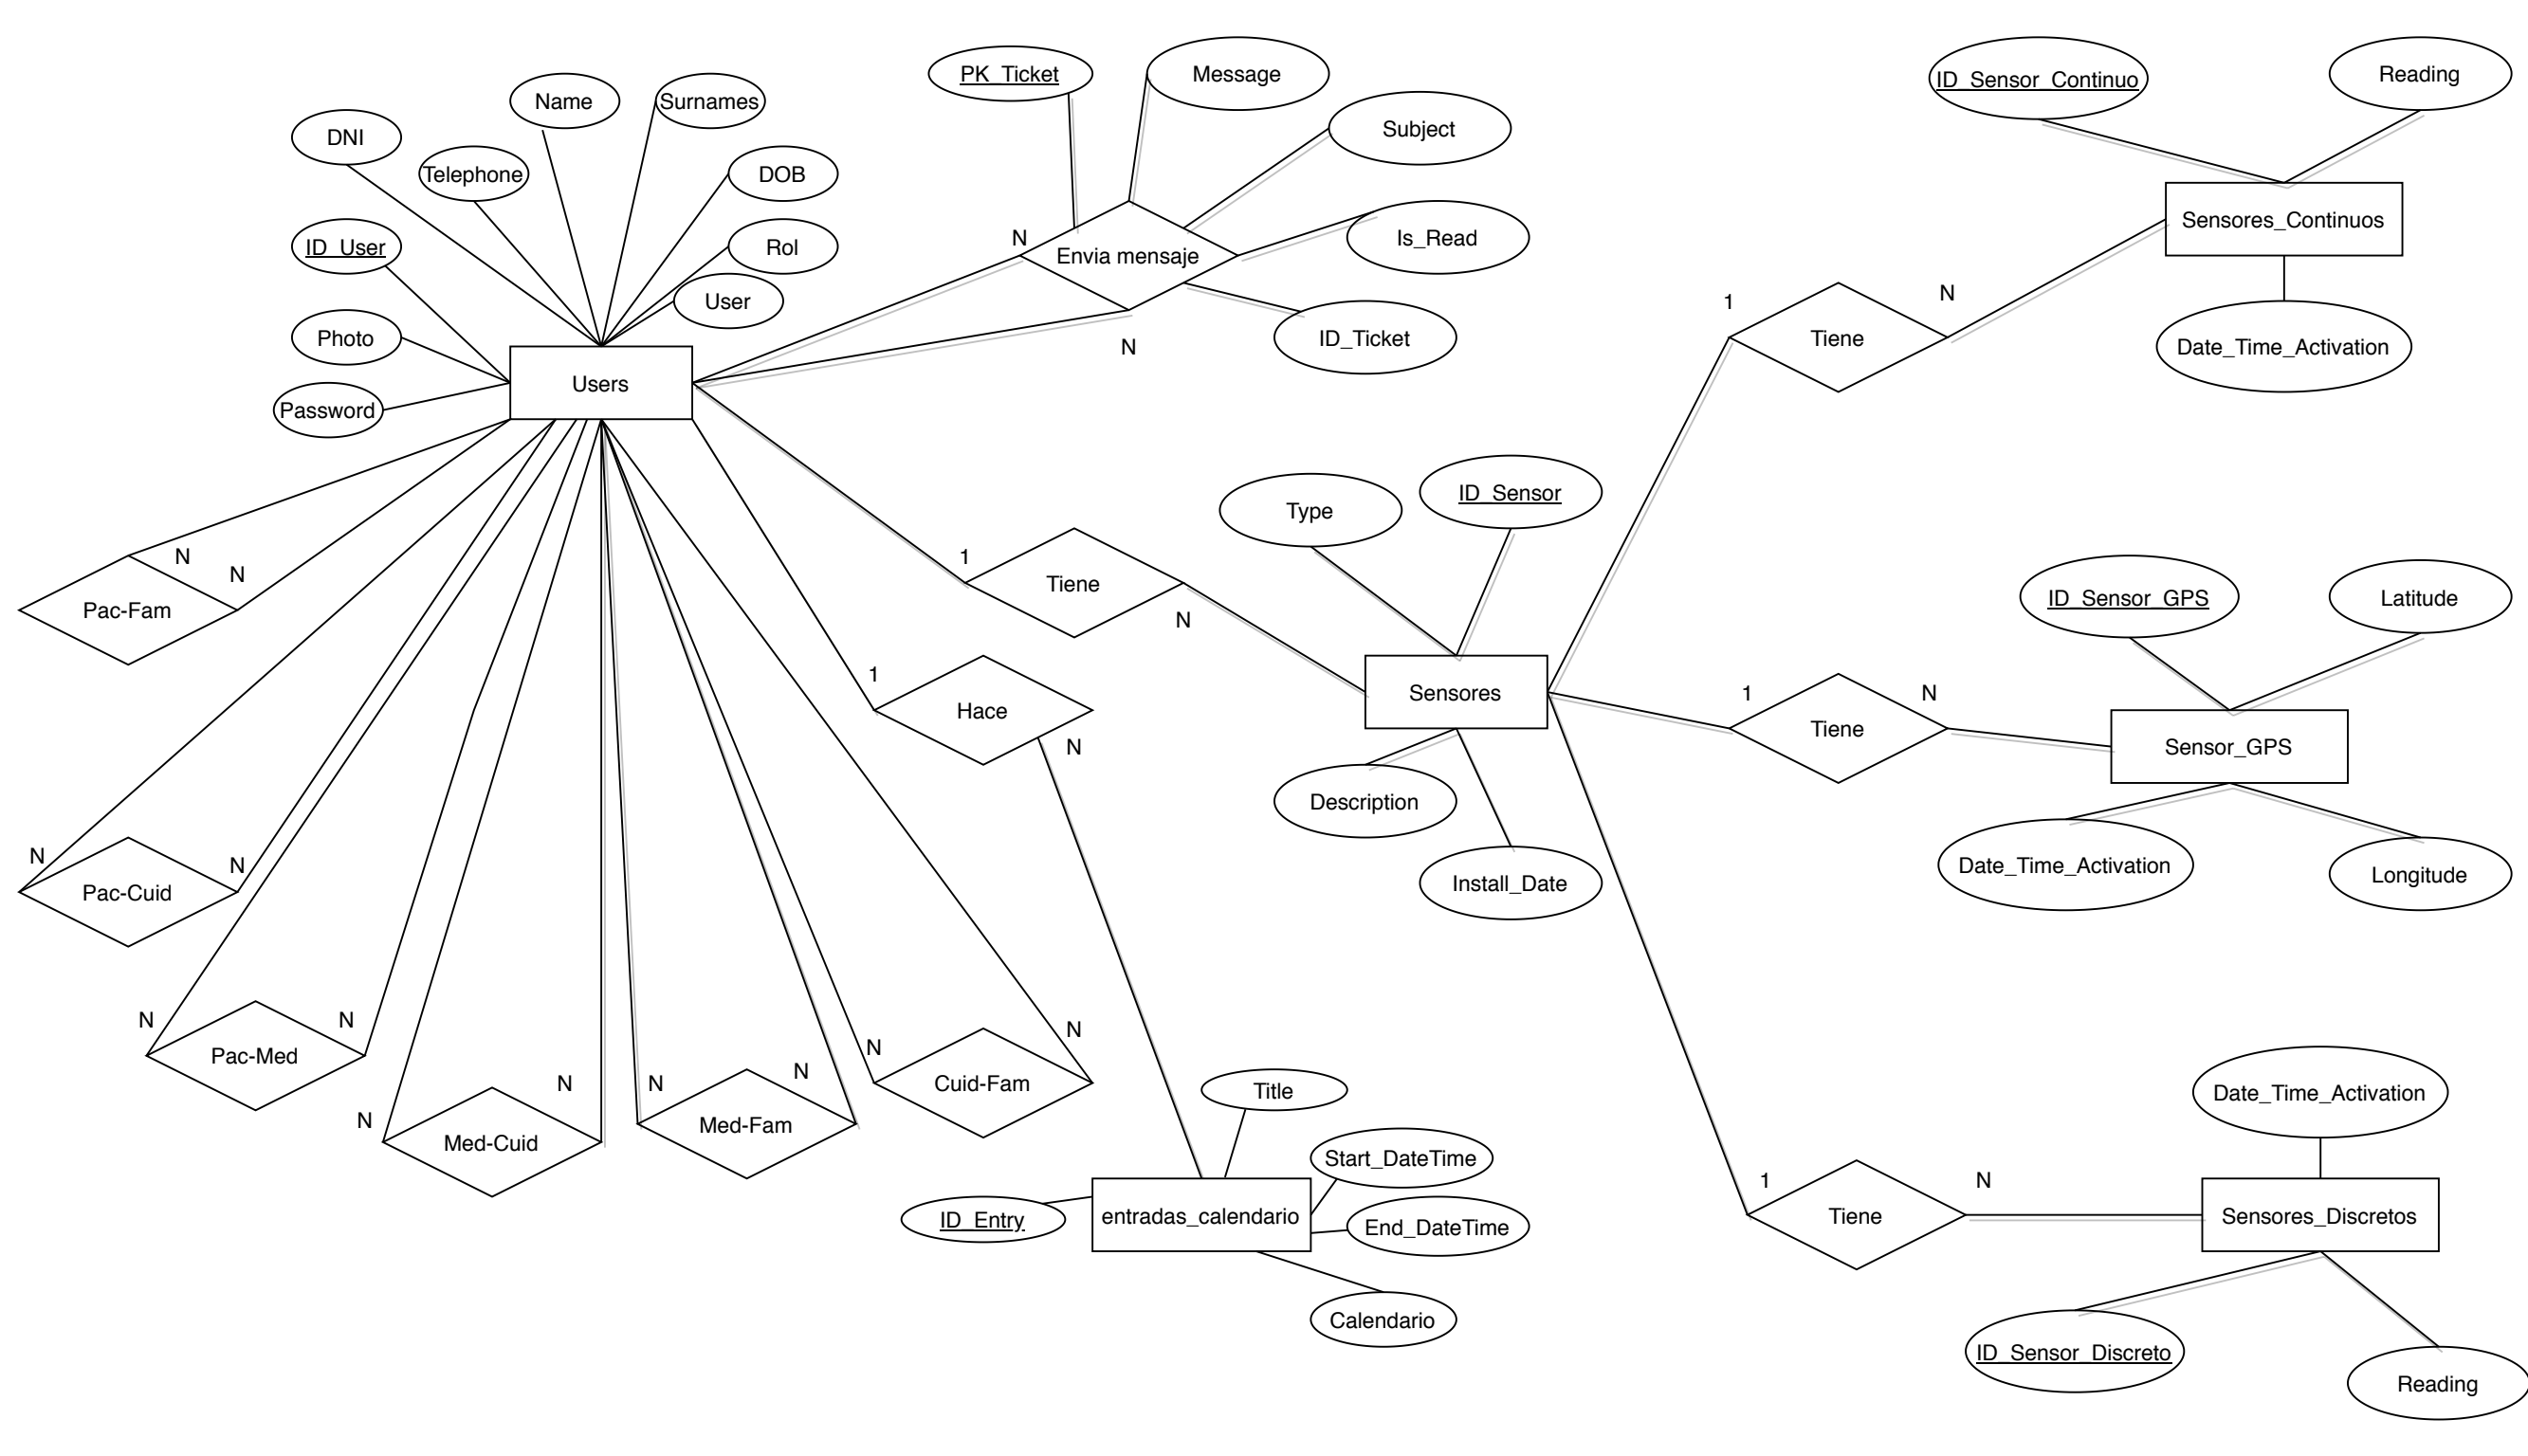 PK_Ticket
Message
ID_Sensor_Continuo
Reading
Name
Surnames
DNI
Subject
Telephone
DOB
Sensores_Continuos
ID_User
Rol
N
Envia mensaje
Is_Read
User
1
N
Photo
ID_Ticket
Tiene
N
Date_Time_Activation
Users
Password
Type
ID_Sensor
N
N
1
Tiene
ID_Sensor_GPS
Latitude
Pac-Fam
N
1
Hace
N
Sensores
1
N
Tiene
Sensor_GPS
Description
N
N
Pac-Cuid
Install_Date
Date_Time_Activation
Longitude
N
N
Pac-Med
N
N
Cuid-Fam
N
N
N
N
Med-Cuid
Med-Fam
Title
Date_Time_Activation
Start_DateTime
1
N
ID_Entry
entradas_calendario
End_DateTime
Tiene
Sensores_Discretos
Calendario
ID_Sensor_Discreto
Reading